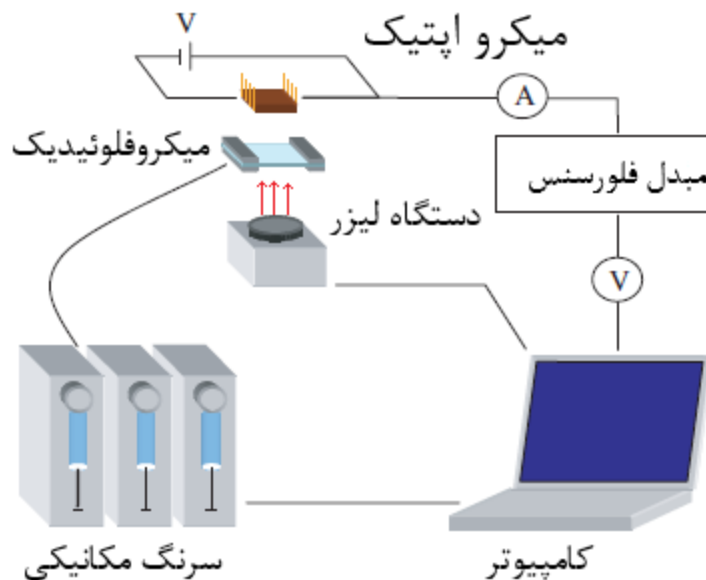 V
میکرو اپتیک
A
میکروفلوئیدیک
مبدل فلورسنس
دستگاه لیزر
V
سرنگ مکانیکی
کامپیوتر